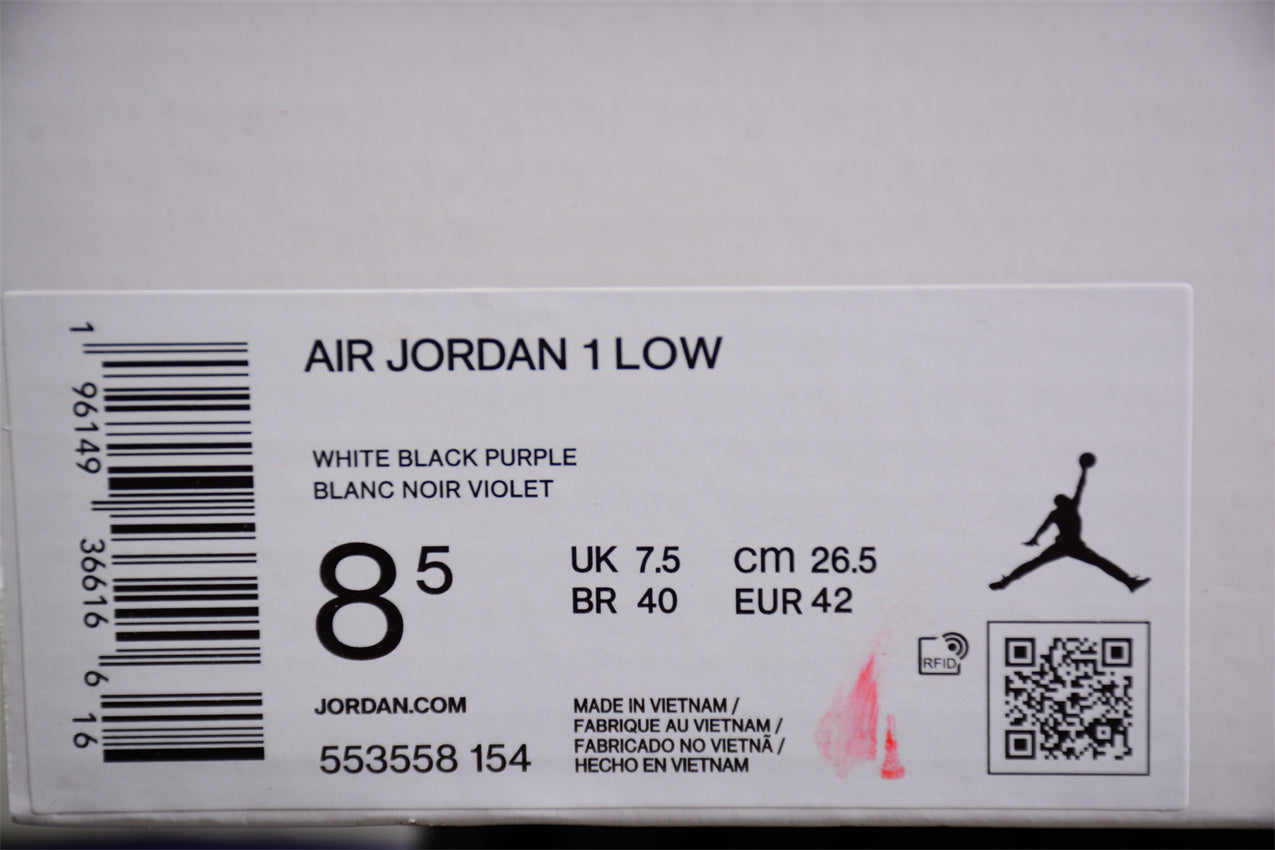 1 96149 36616 6 16
AIR JORDAN 1 LOW
WHITE BLACK PURPLE
BLANC NOIR VIOLET
8 5
UK 7.5 cm 26.5
BR 40 EUR 42
RFID
JORDAN.COM
553558 154
MADE IN VIETNAM /
FABRIQUE AU VIETNAM /
FABRICADO NO VIETNÃ /
HECHO EN VIETNAM